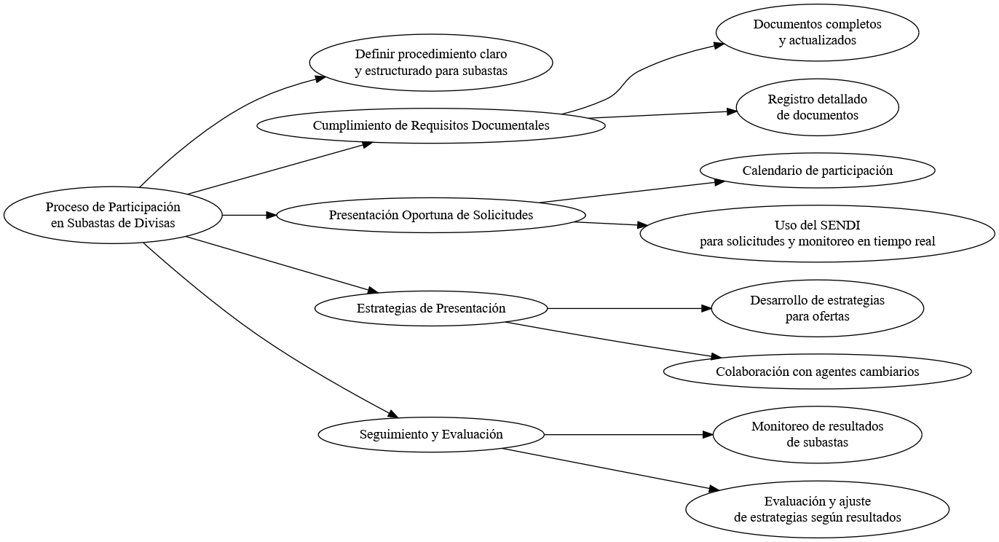 Proceso de Participación
en Subastas de Divisas
Definir procedimiento claro
y estructurado para subastas
Cumplimiento de Requisitos Documentales
Documentos completos
y actualizados
Registro detallado
de documentos
Presentación Oportuna de Solicitudes
Calendario de participación
Uso del SENDI
para solicitudes y monitoreo en tiempo real
Estrategias de Presentación
Desarrollo de estrategias
para ofertas
Colaboración con agentes cambiarios
Seguimiento y Evaluación
Monitoreo de resultados
de subastas
Evaluación y ajuste
de estrategias según resultados